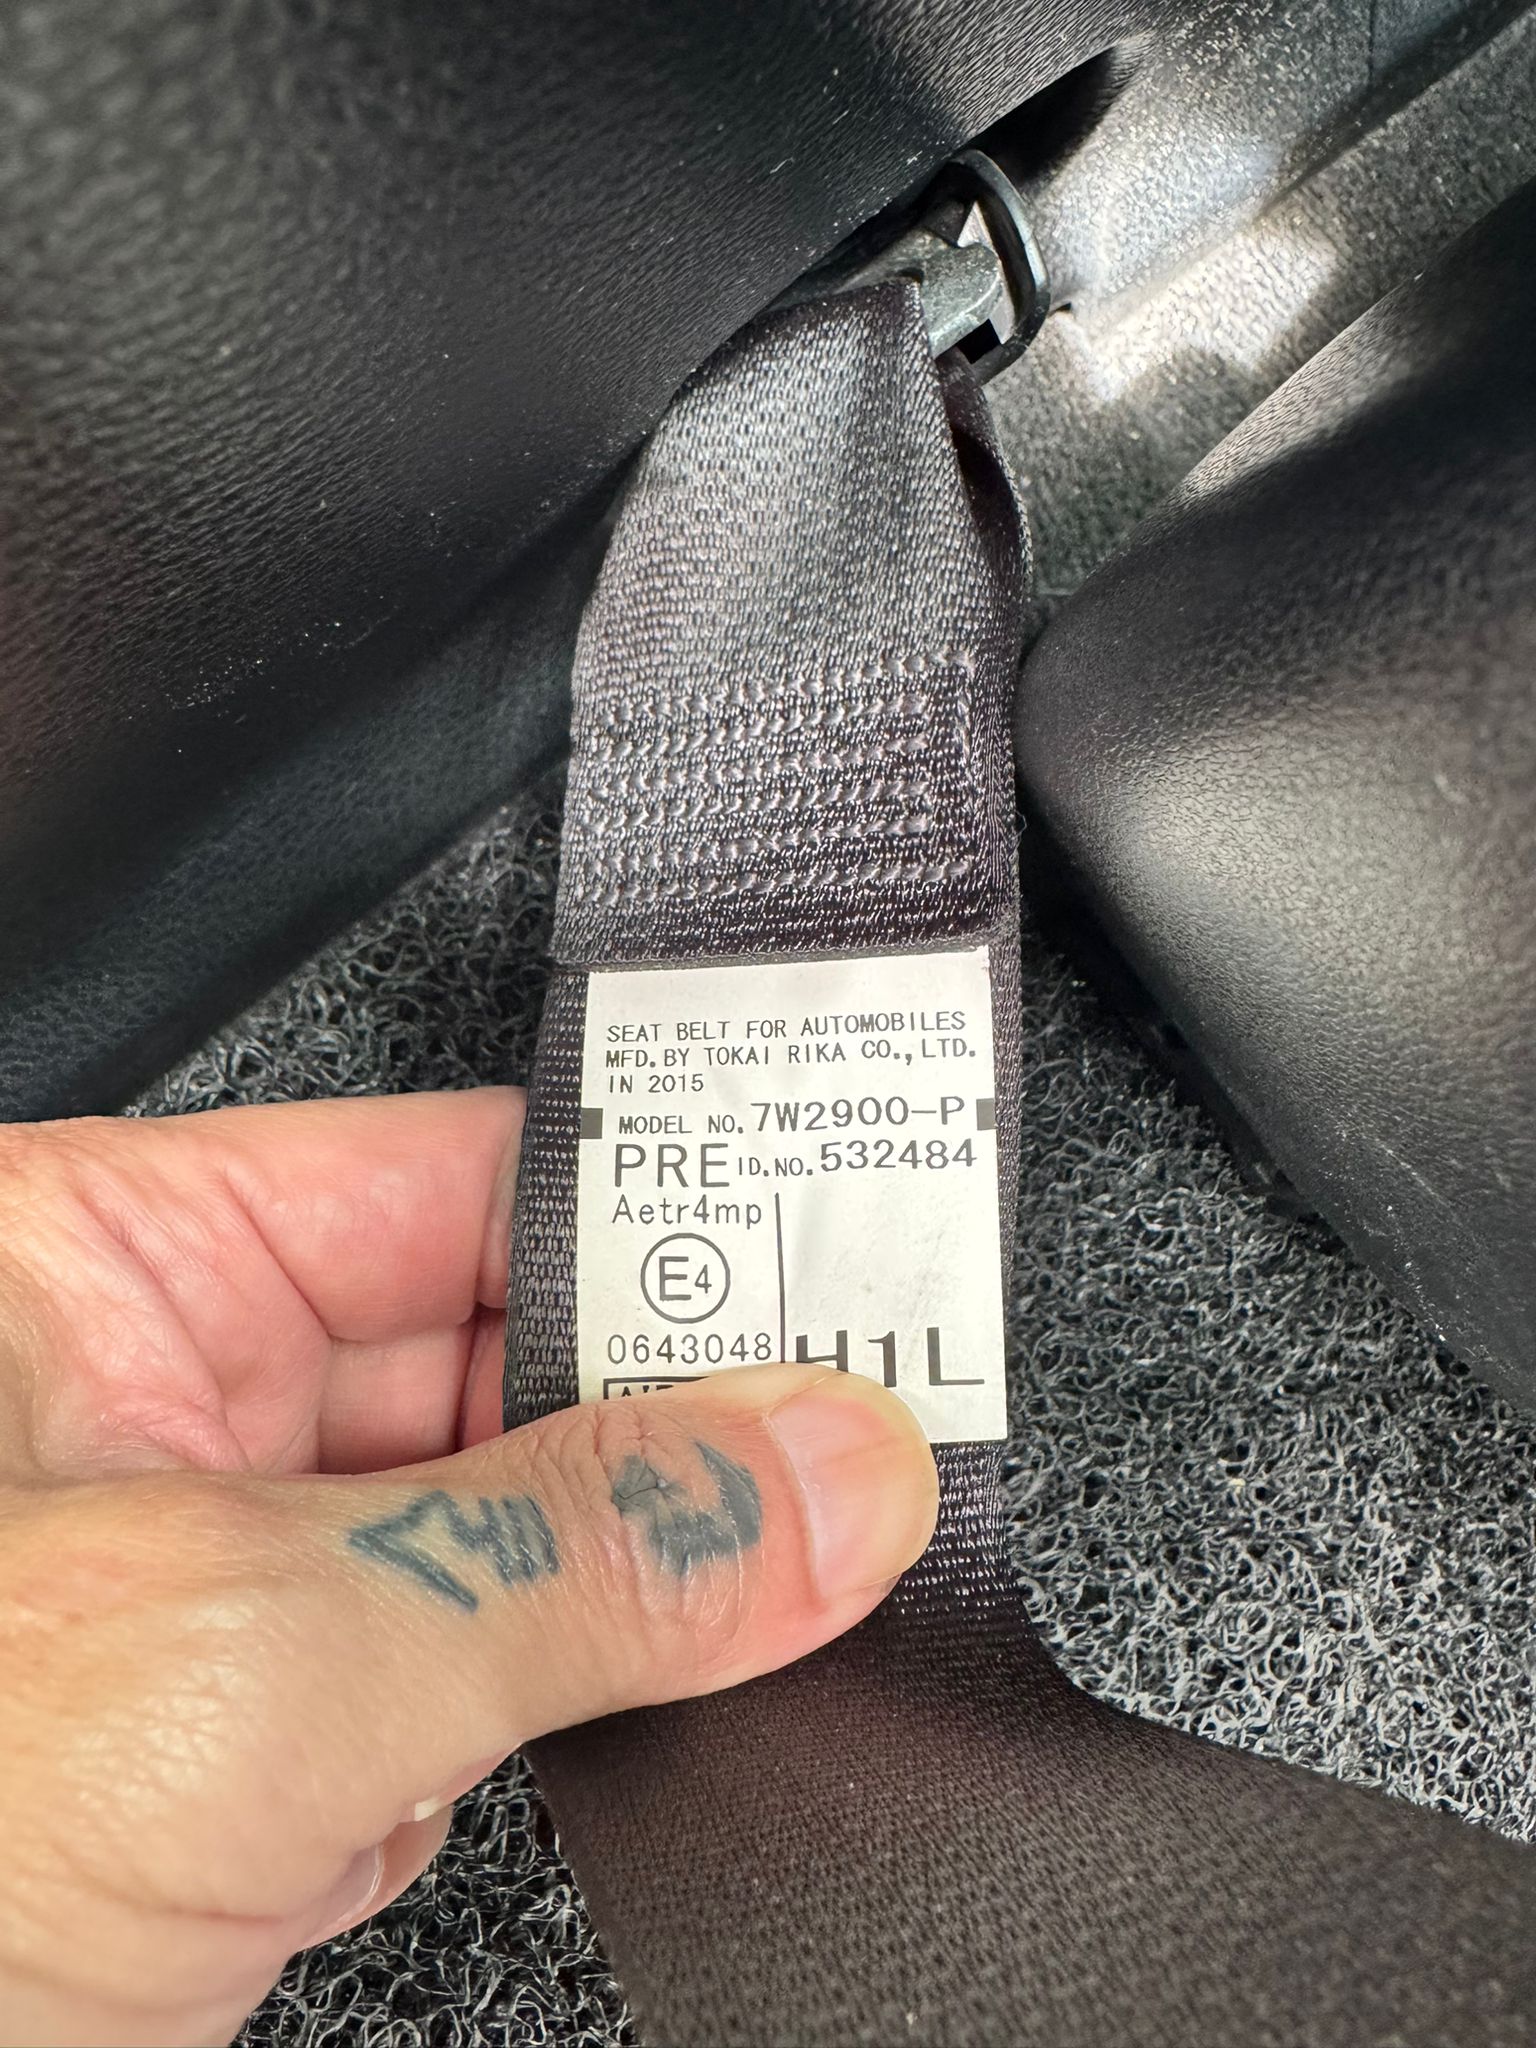 SEAT BELT FOR AUTOMOBILES
MFD. BY TOKAI RIKA CO., LTD.
IN 2015
MODEL NO. 7W2900-P
PRE ID.NO. 532484
Aetr4mp
E4
0643048
H1L